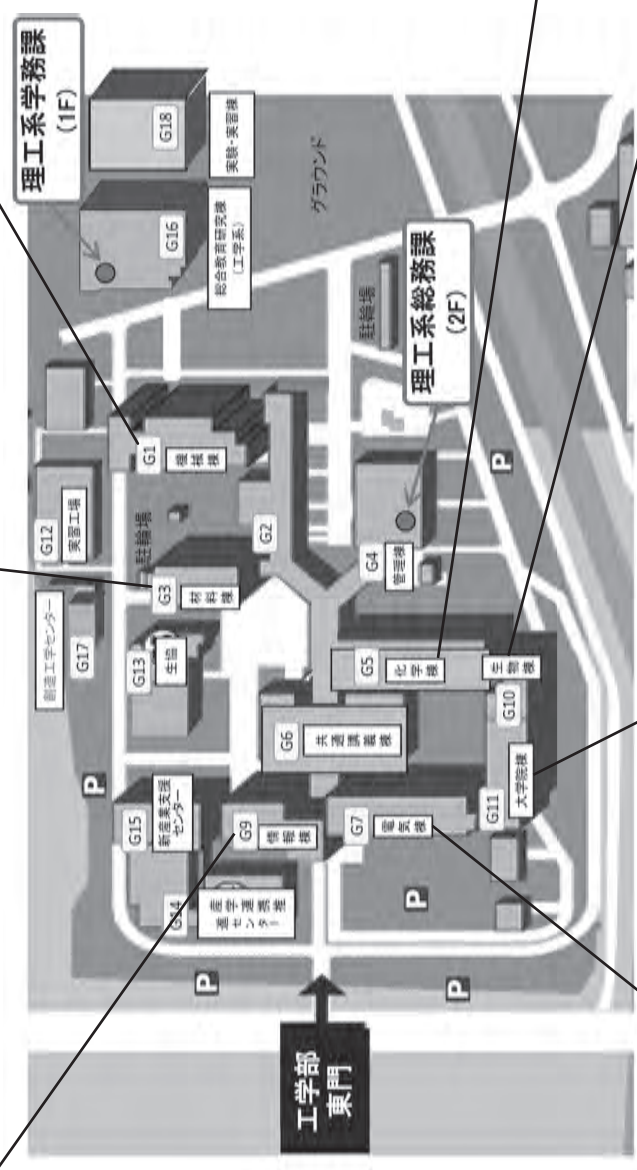 理工系学務課
(1F)
G18
実験・実習棟
G16
総合教育研究棟
(工学系)
グラウンド
駐輪場
理工系総務課
(2F)
P
G1
機械棟
G12
実習工場
駐輪場
G2
G4
管理棟
G3
材料棟
創造工学センター
G17
G13
生協
G5
化学棟
生物棟
G10
G6
共通講義棟
P
G15
新産業支援
センター
G9
情報棟
G7
電気棟
G11
大学院棟
G14
産学連携推
進センター
P
P
P
工学部
東門